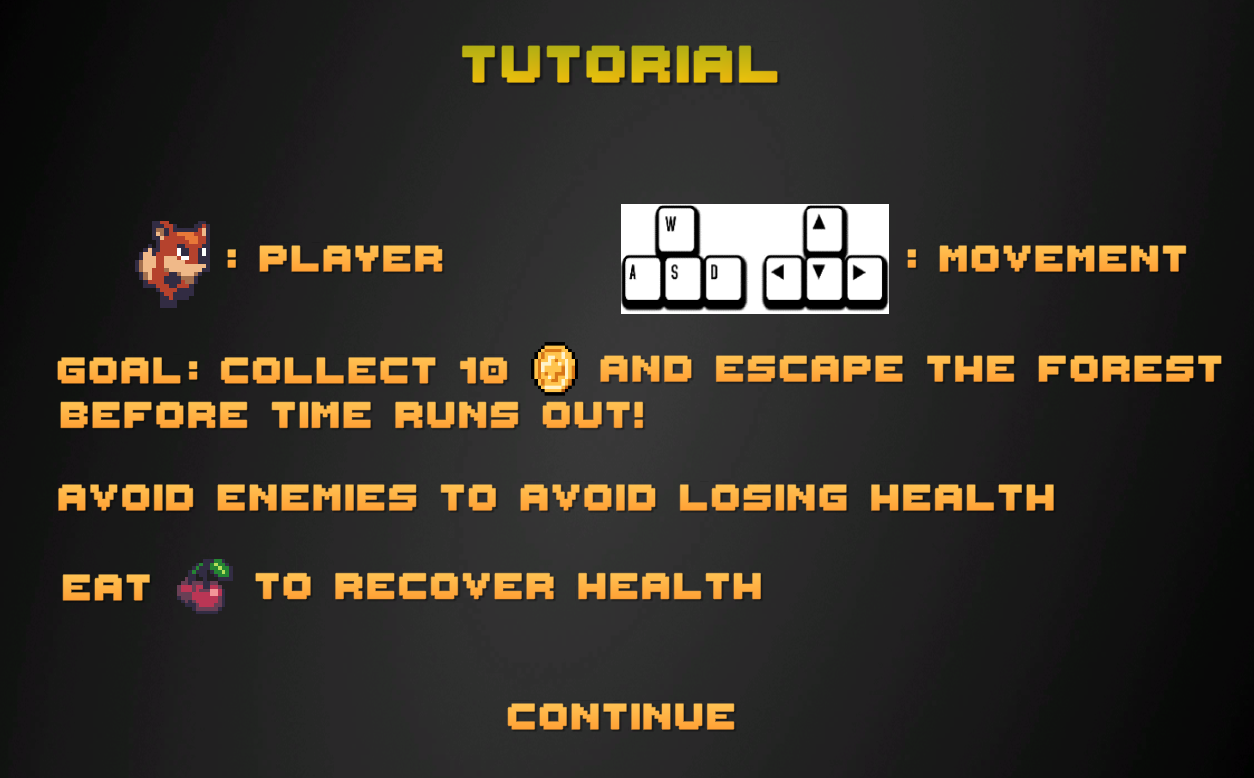 TUTORIAL
: PLAYER
W
A S D
: MOVEMENT
GOAL: COLLECT 10 AND ESCAPE THE FOREST
BEFORE TIME RUNS OUT!
AVOID ENEMIES TO AVOID LOSING HEALTH
EAT TO RECOVER HEALTH
CONTINUE